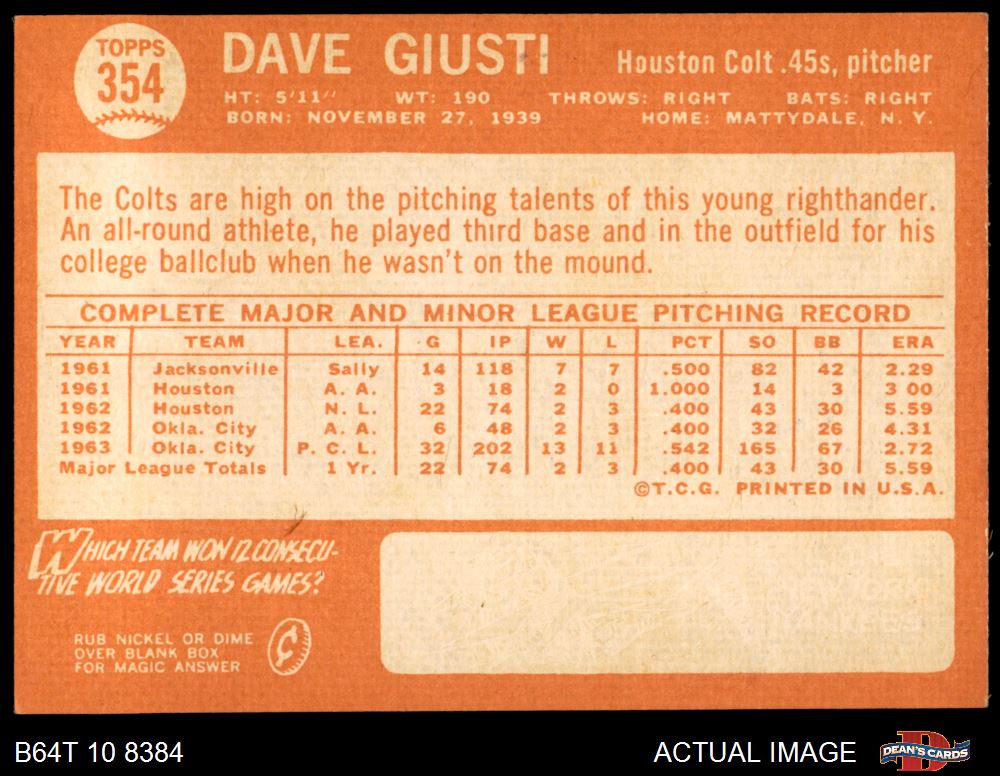 TOPPS
354
DAVE GIUSTI
Houston Colt .45s, pitcher
HT: 5'11" WT: 190 THROWS: RIGHT BATS: RIGHT
BORN: NOVEMBER 27, 1939 HOME: MATTYDALE, N. Y.
The Colts are high on the pitching talents of this young righthander.
An all-round athlete, he played third base and in the outfield for his
college ballclub when he wasn't on the mound.
COMPLETE MAJOR AND MINOR LEAGUE PITCHING RECORD
YEAR TEAM LEA. G IP W L PCT SO BB ERA
1961 Jacksonville Sally 14 118 7 7 .500 82 42 2.29
1961 Houston A. A. 3 18 2 0 1.000 14 3 3 00
1962 Houston N. L. 22 74 2 3 .400 43 30 5.59
1962 Okla. City A. A. 6 48 2 3 .400 32 26 4.31
1963 Okla. City P. C. L. 32 202 13 11 .542 165 67 2.72
Major League Totals 1 Yr. 22 74 2 3 .400 43 30 5.59
©T.C.G. PRINTED IN U.S.A.
WHICH TEAM WON 12 CONSECU-
TIVE WORLD SERIES GAMES?
RUB NICKEL OR DIME
OVER BLANK BOX
FOR MAGIC ANSWER
¢
YANKEES
B64T 10 8384
ACTUAL IMAGE
DEAN'S CARDS